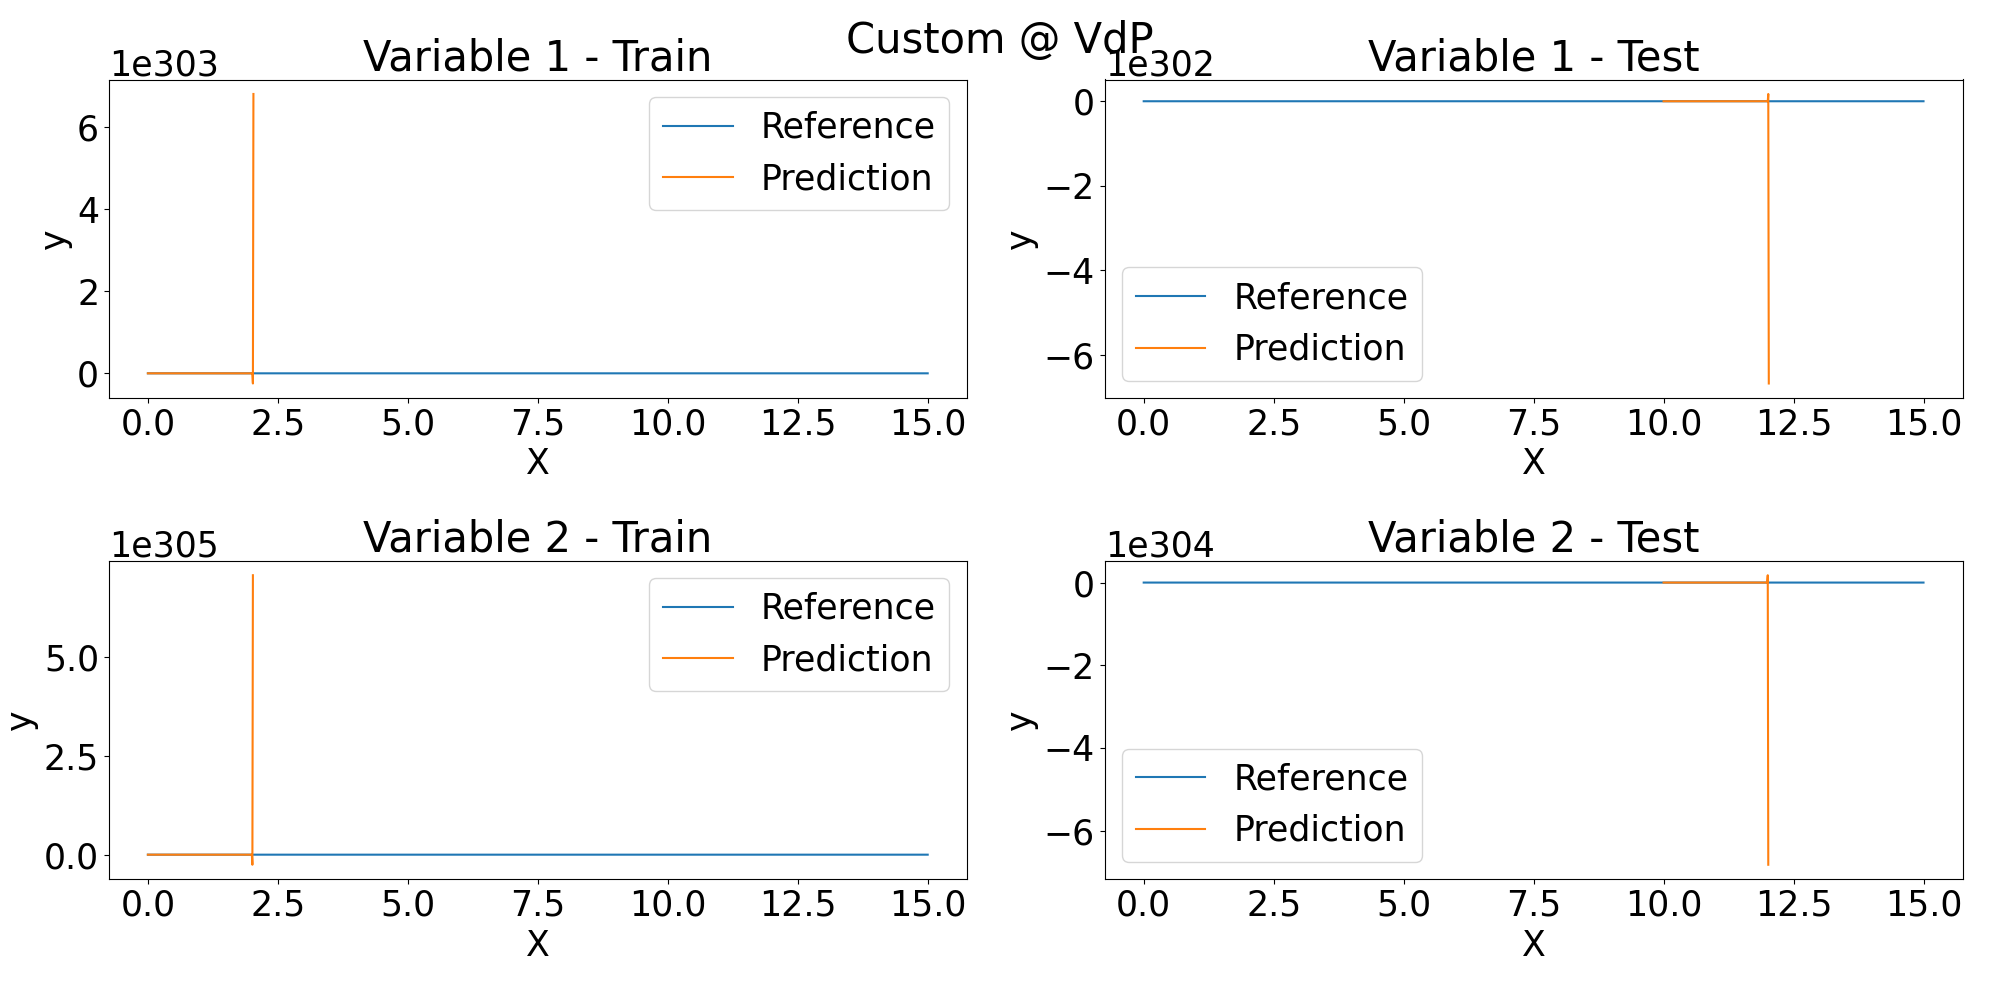 Custom @ VdP
Variable 1 - Train
1e303
6
4
2
0
y
Reference
Prediction
0.0 2.5 5.0 7.5 10.0 12.5 15.0
X
Variable 1 - Test
1e302
0
−2
−4
−6
y
Reference
Prediction
0.0 2.5 5.0 7.5 10.0 12.5 15.0
X
Variable 2 - Train
1e305
5.0
2.5
0.0
y
Reference
Prediction
0.0 2.5 5.0 7.5 10.0 12.5 15.0
X
Variable 2 - Test
1e304
0
−2
−4
−6
y
Reference
Prediction
0.0 2.5 5.0 7.5 10.0 12.5 15.0
X